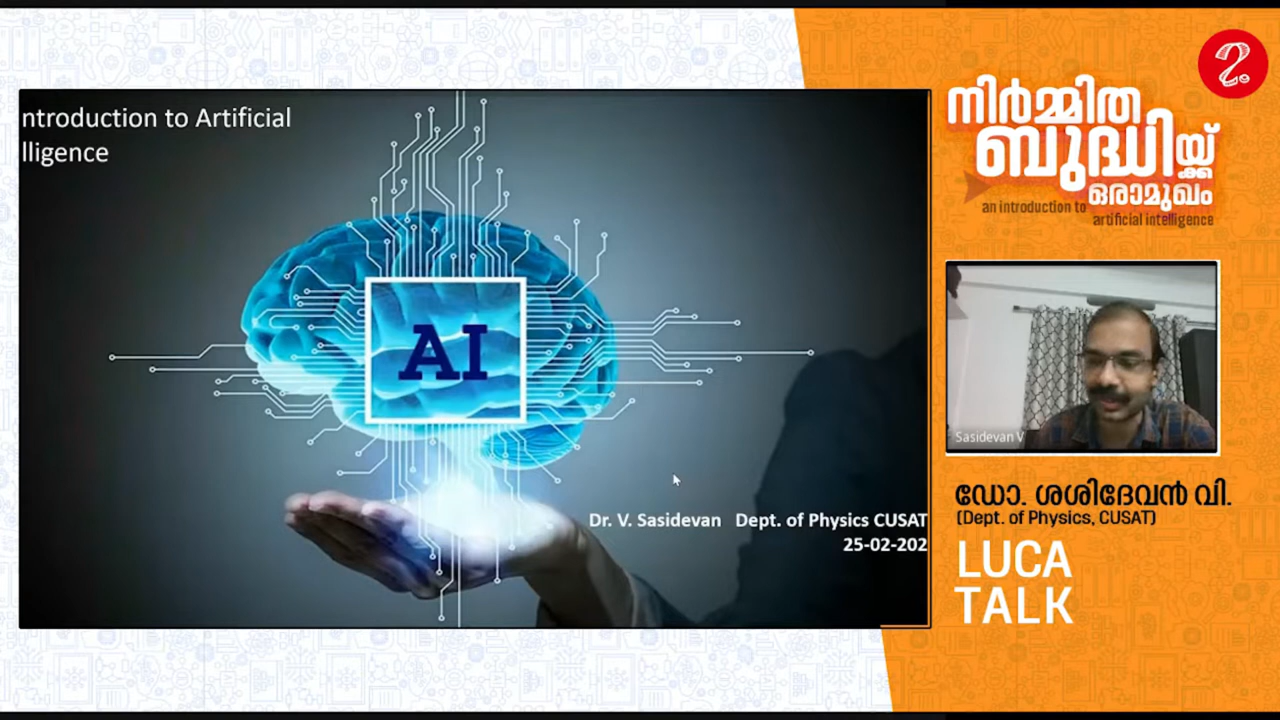 ntroduction to Artificial
lligence
AI
Dr. V. Sasidevan Dept. of Physics CUSAT
25-02-202
നിർമ്മിത
ബുദ്ധിയ്ക്ക്
ഒരാമുഖം
an introduction to
artificial intelligence
Sasidevan V
ഡോ. ശശിദേവൻ വി.
(Dept. of Physics, CUSAT)
LUCA
TALK